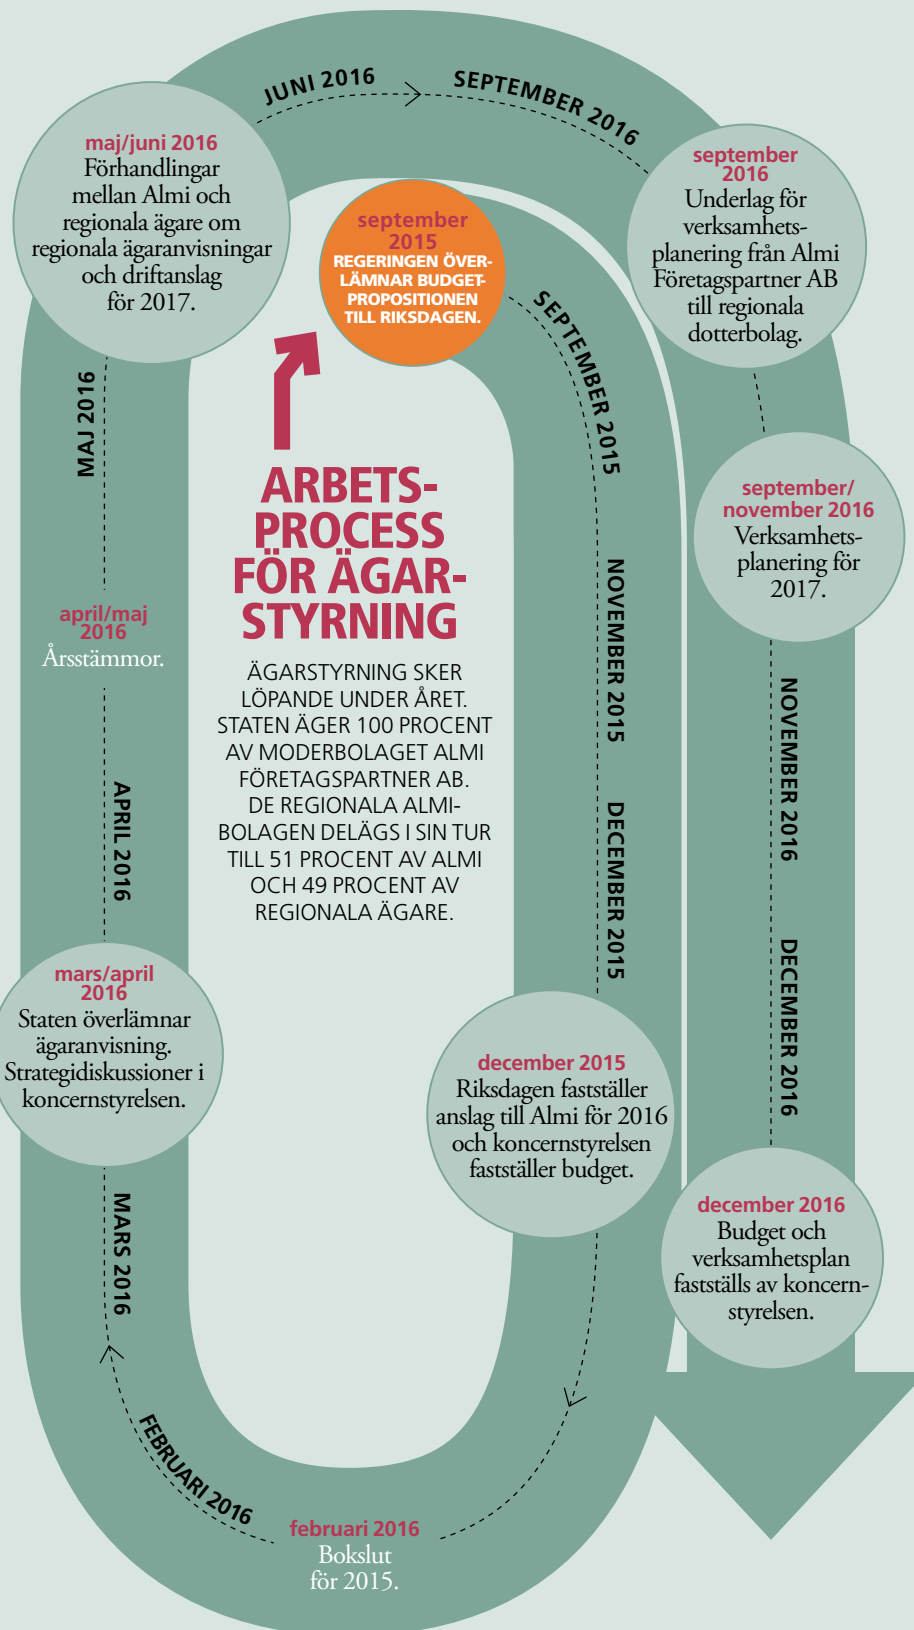 ARBETS-
PROCESS
FÖR ÄGAR-
STYRNING
ÄGARSTYRNING SKER
LÖPANDE UNDER ÅRET.
STATEN ÄGER 100 PROCENT
AV MODERBOLAGET ALMI
FÖRETAGSPARTNER AB.
DE REGIONALA ALMI-
BOLAGEN DELÄGS I SIN TUR
TILL 51 PROCENT AV ALMI
OCH 49 PROCENT AV
REGIONALA ÄGARE.
september
2015
REGERINGEN ÖVER-
LÄMNAR BUDGET-
PROPOSITIONEN
TILL RIKSDAGEN.
SEPTEMBER 2015
NOVEMBER 2015
DECEMBER 2015
december 2015
Riksdagen fastställer
anslag till Almi för 2016
och koncernstyrelsen
fastställer budget.
februari 2016
Bokslut
för 2015.
FEBRUARI 2016
MARS 2016
mars/april
2016
Staten överlämnar
ägaranvisning.
Strategidiskussioner i
koncernstyrelsen.
APRIL 2016
april/maj
2016
Årsstämmor.
MAJ 2016
maj/juni 2016
Förhandlingar
mellan Almi och
regionala ägare om
regionala ägaranvisningar
och driftanslag
för 2017.
JUNI 2016
SEPTEMBER 2016
september
2016
Underlag för
verksamhets-
planering från Almi
Företagspartner AB
till regionala
dotterbolag.
september/
november 2016
Verksamhets-
planering för
2017.
NOVEMBER 2016
DECEMBER 2016
december 2016
Budget och
verksamhetsplan
fastställs av koncern-
styrelsen.